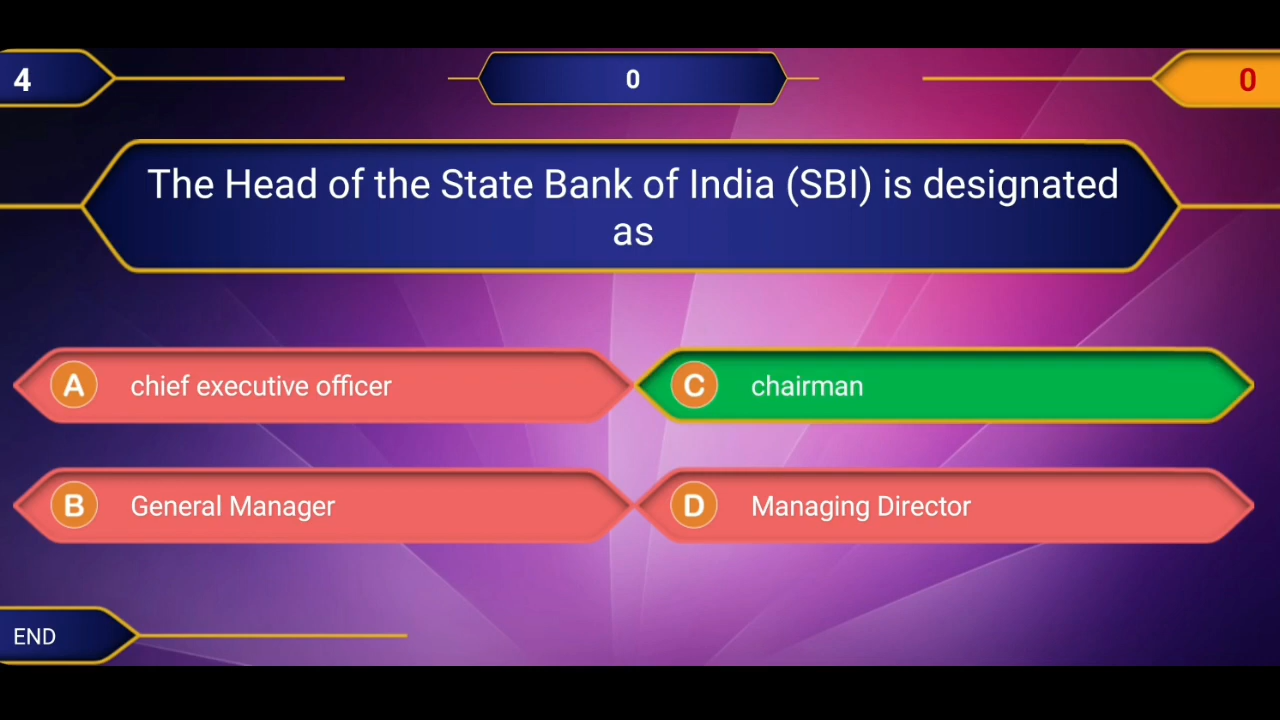 4
0
0
The Head of the State Bank of India (SBI) is designated
as
A chief executive officer
C chairman
B General Manager
D Managing Director
END